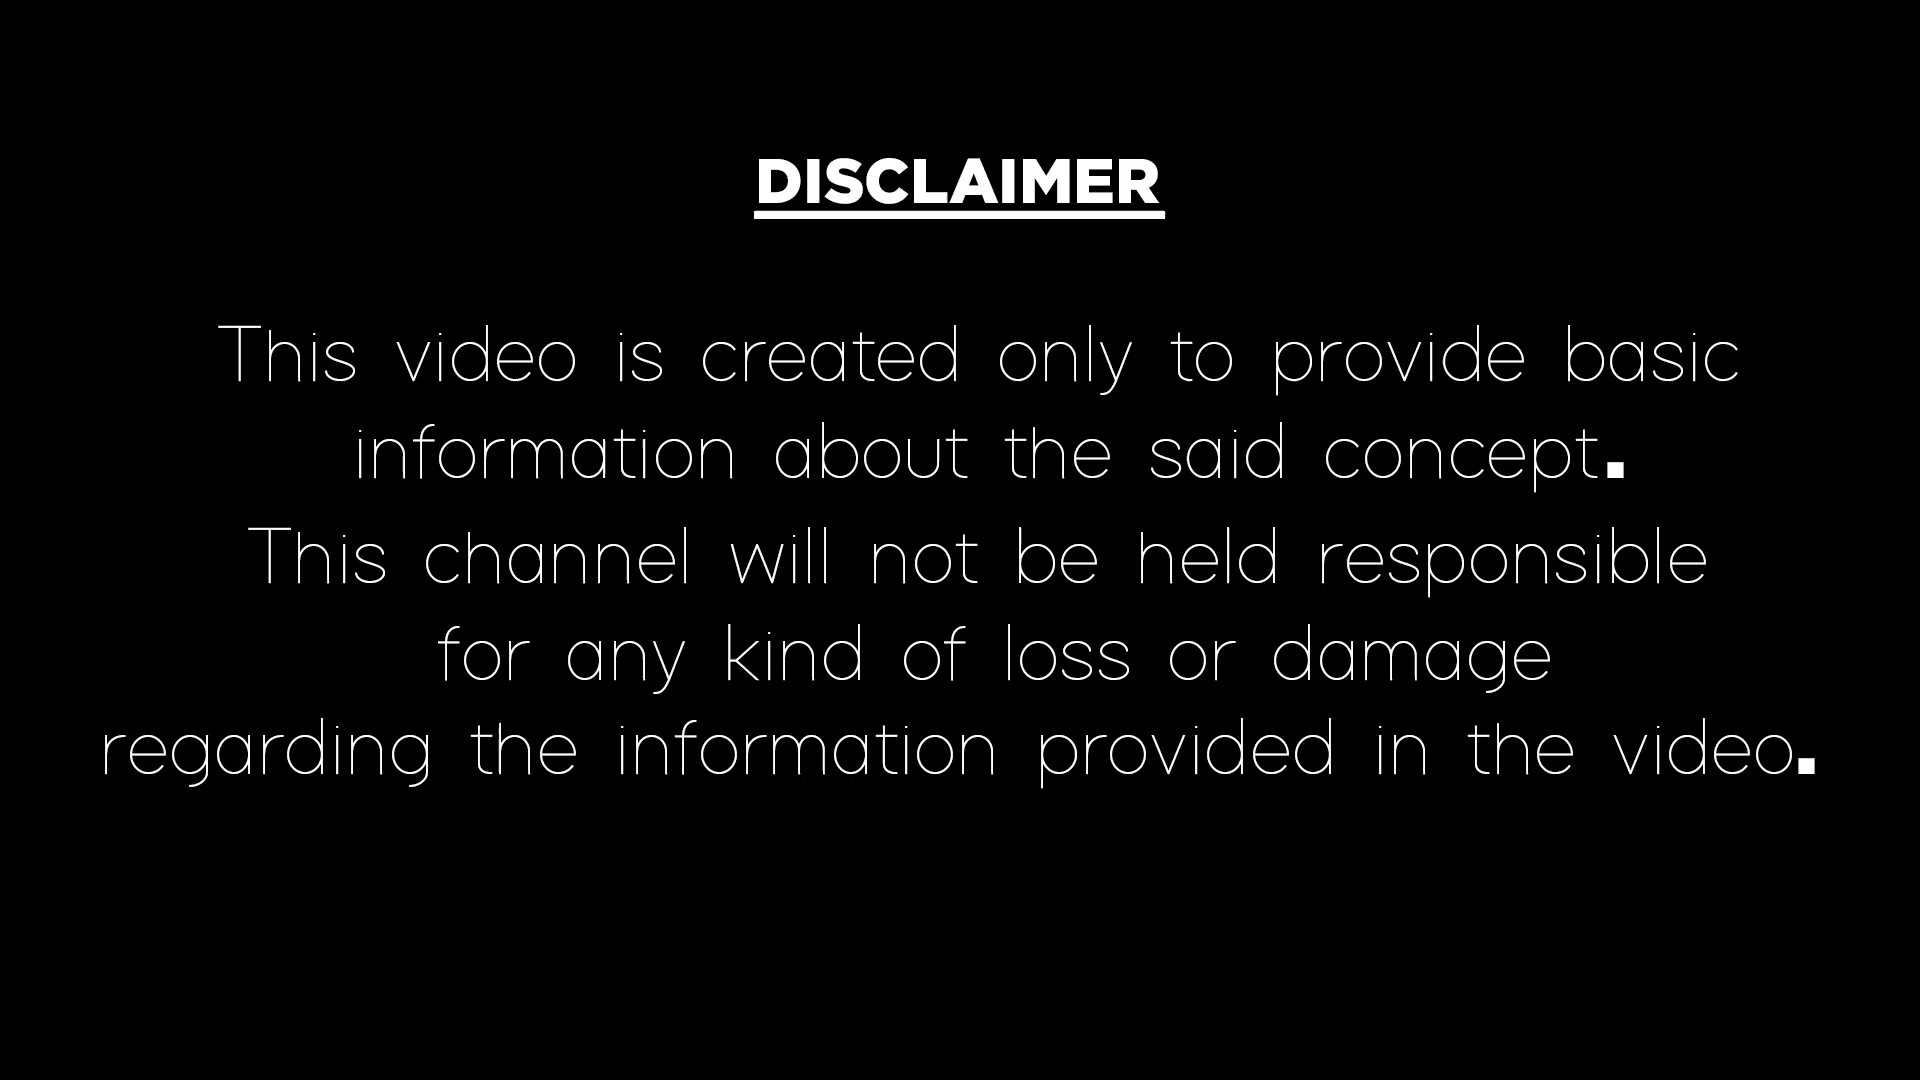 DISCLAIMER
This video is created only to provide basic
information about the said concept.
This channel will not be held responsible
for any kind of loss or damage
regarding the information provided in the video.